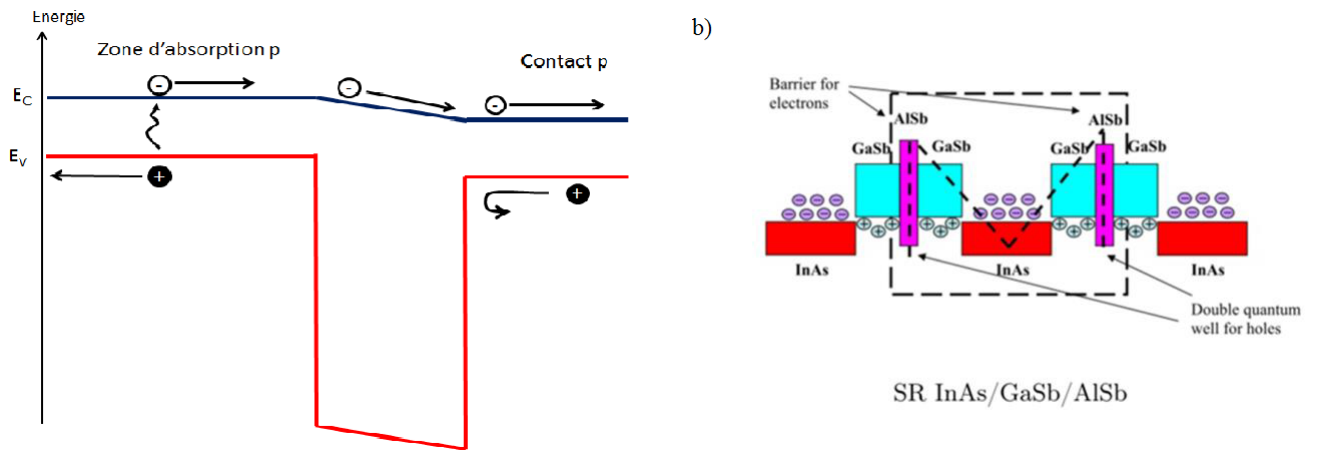 Energie
Zone d'absorption p
Contact p
E_C
E_V
b)
Barrier for
electrons
AlSb
AlSb
GaSb
GaSb
GaSb
GaSb
InAs
InAs
InAs
Double quantum
well for holes
SR InAs/GaSb/AlSb